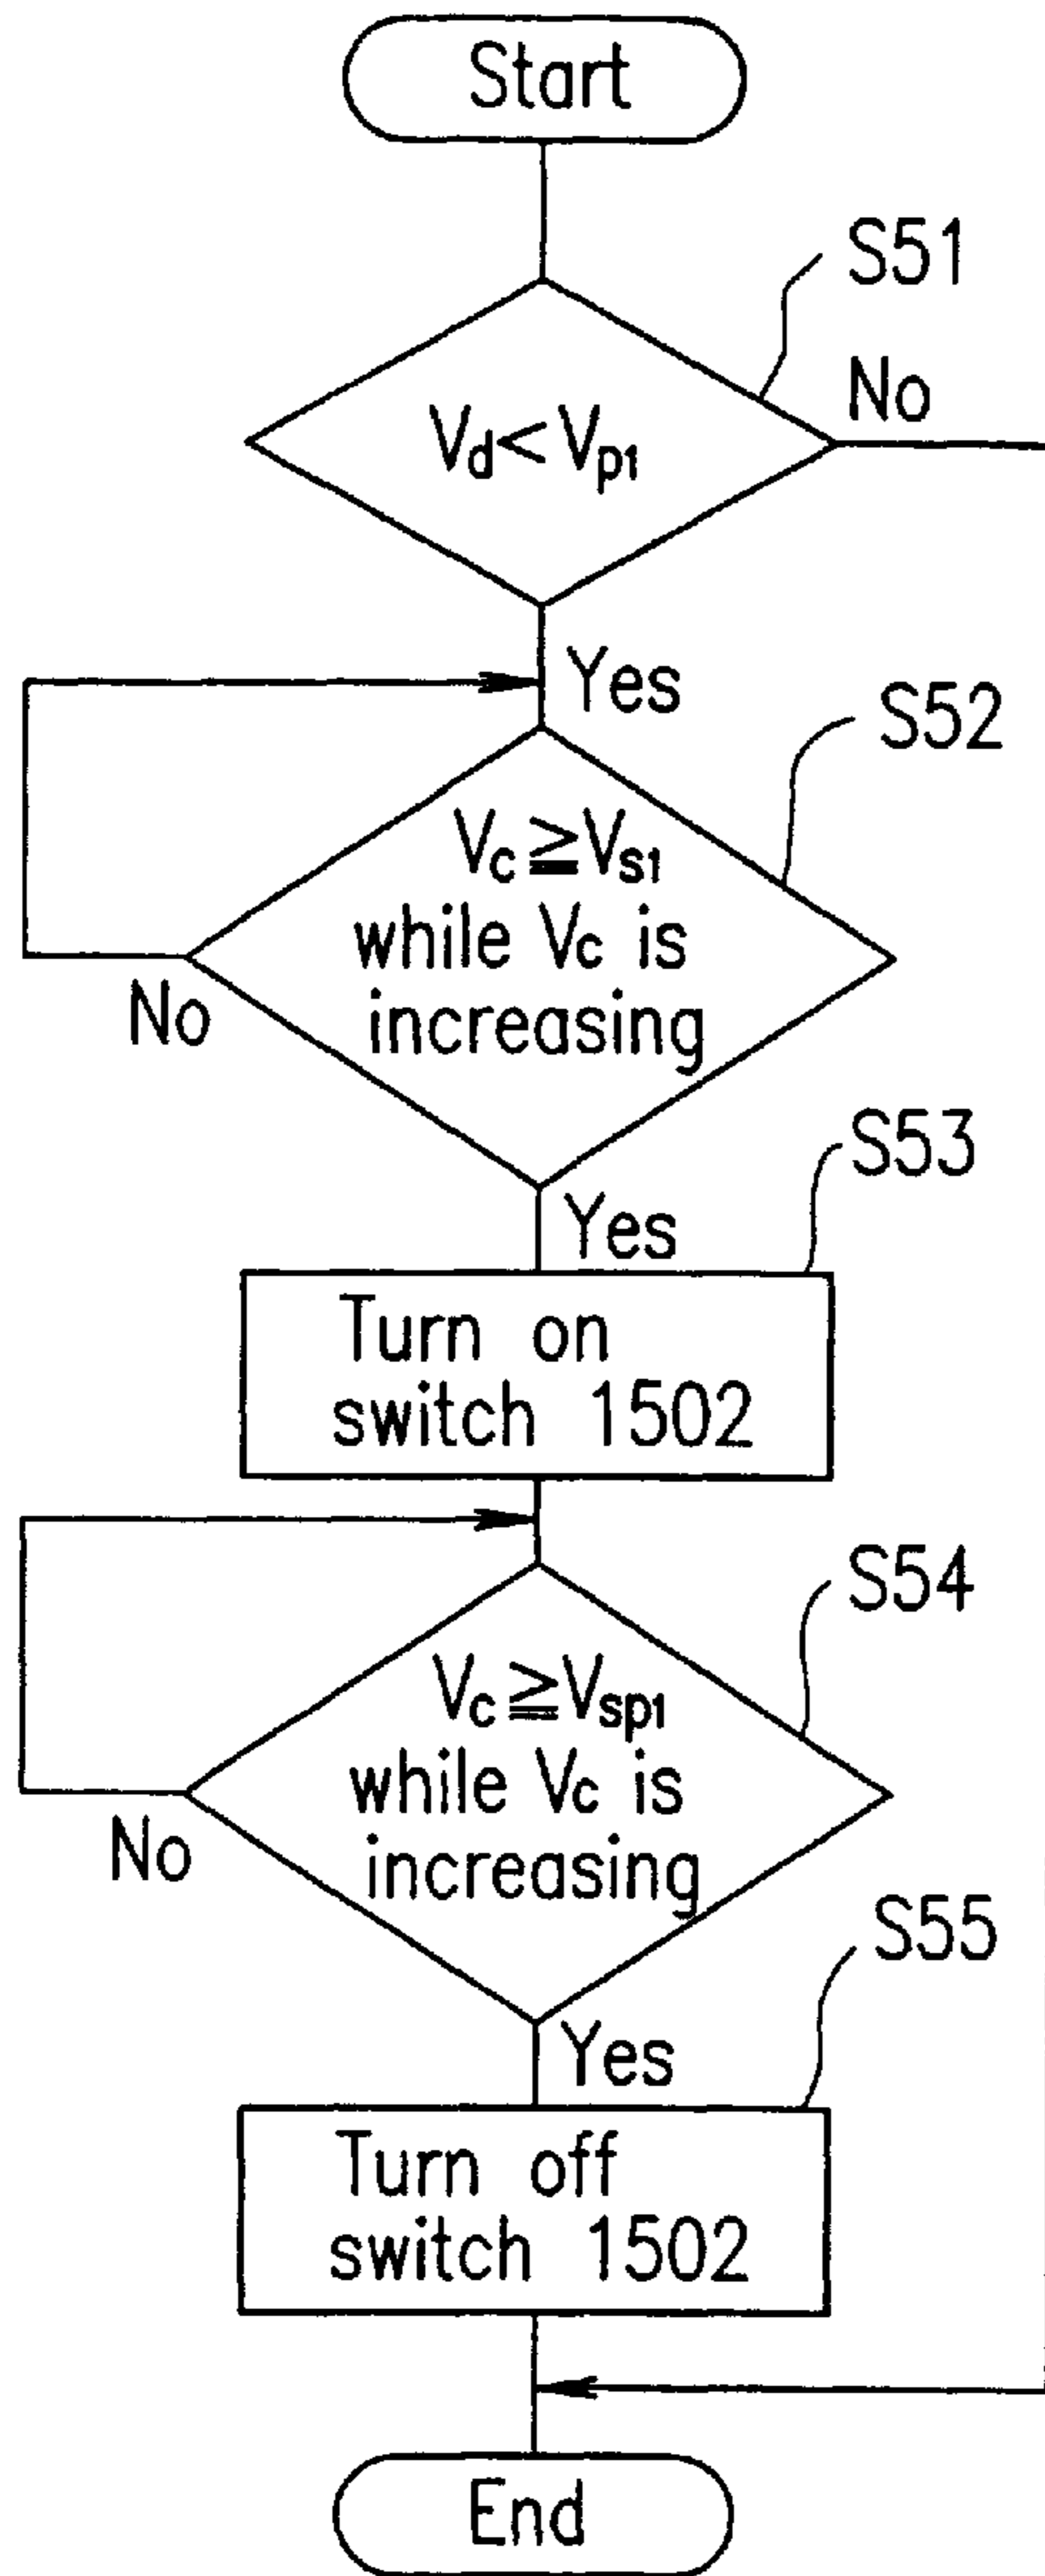 Start
S51
No
Vd<Vp1
Yes
S52
Vc≧Vs1
while Vc is
increasing
No
S53
Yes
Turn on
switch 1502
S54
Vc≧Vsp1
while Vc is
increasing
No
S55
Yes
Turn off
switch 1502
End